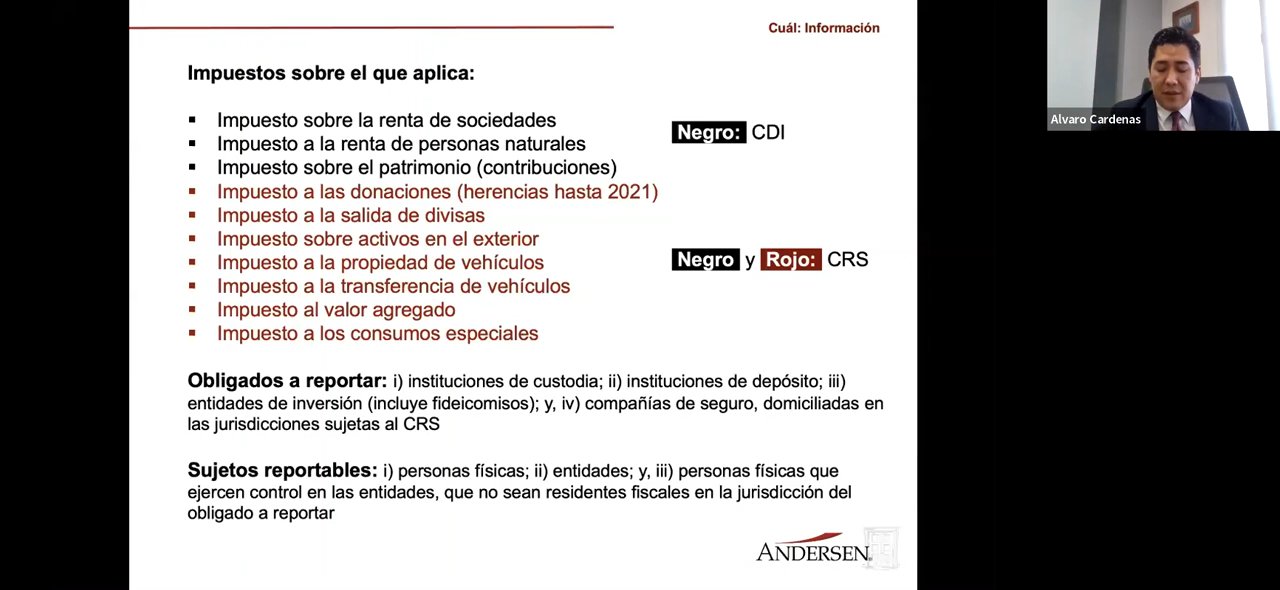 Cuál: Información
Impuestos sobre el que aplica:
▪ Impuesto sobre la renta de sociedades
▪ Impuesto a la renta de personas naturales
▪ Impuesto sobre el patrimonio (contribuciones)
▪ Impuesto a las donaciones (herencias hasta 2021)
▪ Impuesto a la salida de divisas
▪ Impuesto sobre activos en el exterior
▪ Impuesto a la propiedad de vehículos
▪ Impuesto a la transferencia de vehículos
▪ Impuesto al valor agregado
▪ Impuesto a los consumos especiales
Negro: CDI
Negro y Rojo: CRS
Obligados a reportar: i) instituciones de custodia; ii) instituciones de depósito; iii)
entidades de inversión (incluye fideicomisos); y, iv) compañías de seguro, domiciliadas en
las jurisdicciones sujetas al CRS
Sujetos reportables: i) personas físicas; ii) entidades; y, iii) personas físicas que
ejercen control en las entidades, que no sean residentes fiscales en la jurisdicción del
obligado a reportar
ANDERSEN®
Alvaro Cardenas